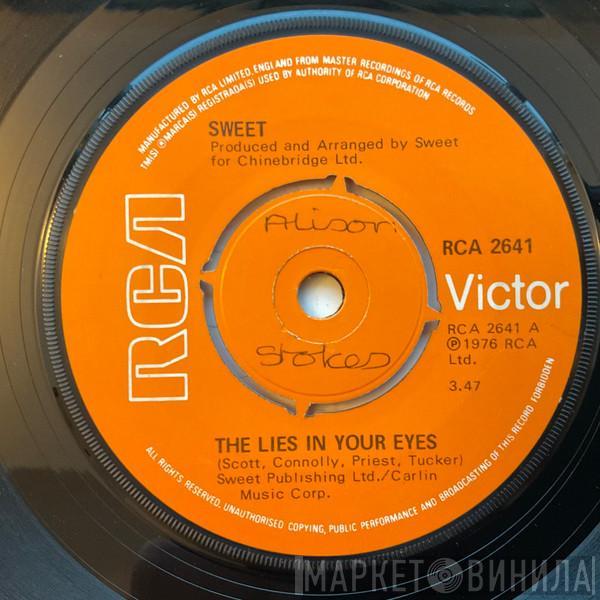 MANUFACTURED BY RCA LIMITED, ENGLAND FROM MASTER RECORDINGS OF RCA RECORDS
TM(S) ® MARCA(S) REGISTRADA(S) USED BY AUTHORITY OF RCA CORPORATION
SWEET
Produced and Arranged by Sweet
for Chinebridge Ltd.
RCA
Alison
RCA 2641
Victor
RCA 2641 A
Ⓟ1976 RCA
Ltd.
Stokes
3.47
THE LIES IN YOUR EYES
(Scott, Connolly, Priest, Tucker)
Sweet Publishing Ltd./Carlin
Music Corp.
ALL RIGHTS RESERVED. UNAUTHORISED COPYING, PUBLIC PERFORMANCE AND BROADCASTING OF THIS RECORD FORBIDDEN
МАРКЕТ ВИНИЛА